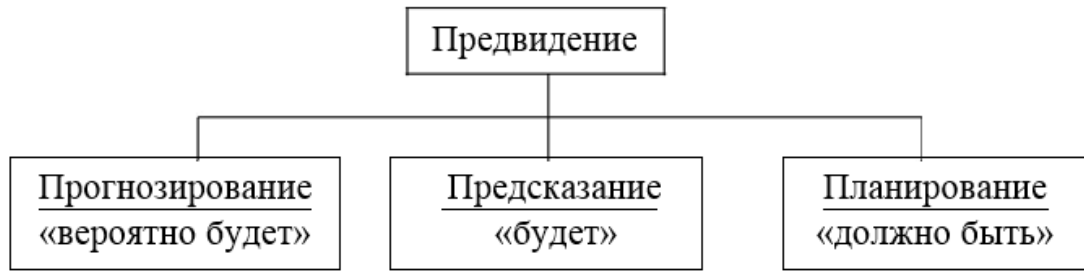 Предвидение
Прогнозирование
«вероятно будет»
Предсказание
«будет»
Планирование
«должно быть»